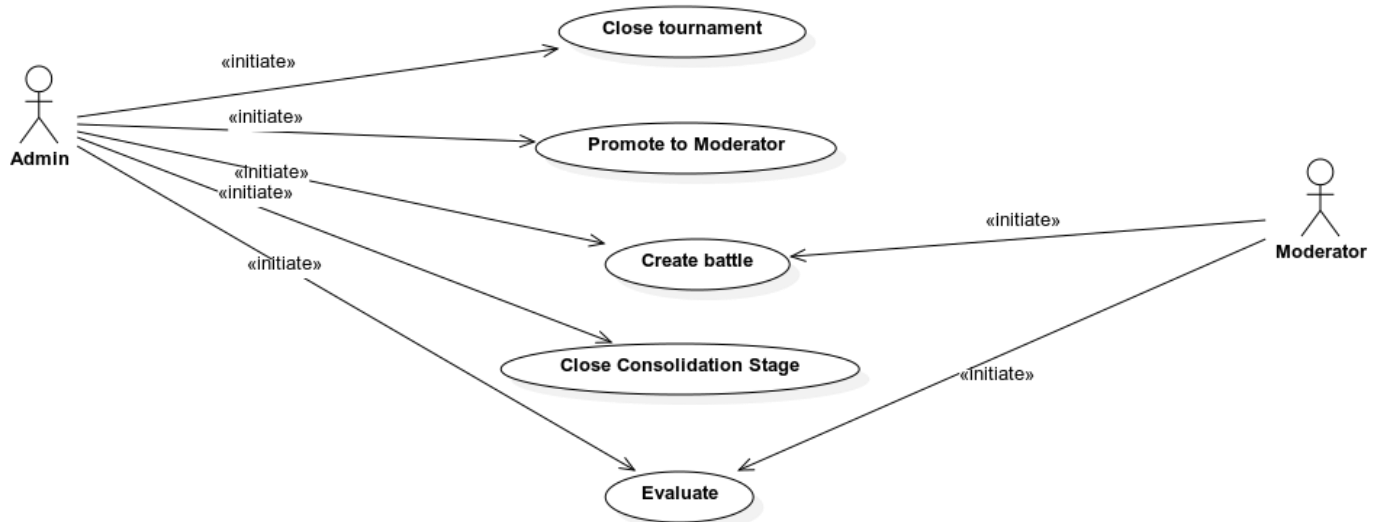 Close tournament
«initiate»
«initiate»
Promote to Moderator
Admin
«initiate»
«initiate»
«initiate»
Moderator
Create battle
«initiate»
Close Consolidation Stage
«initiate»
Evaluate